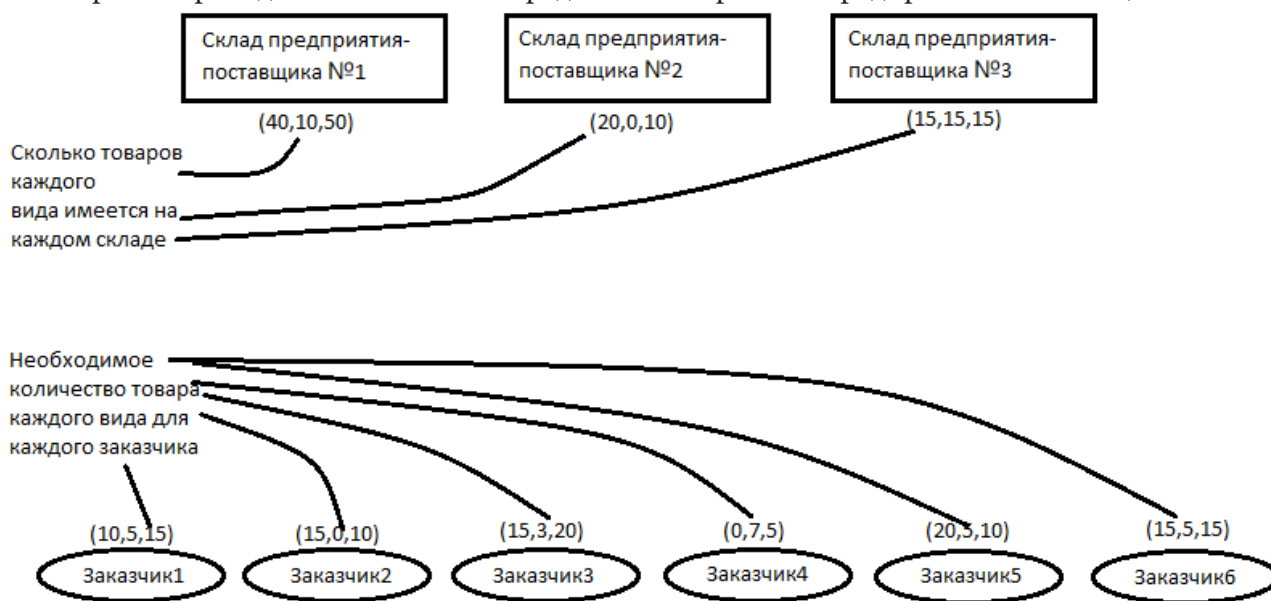 Склад предприятия-
поставщика №1
Склад предприятия-
поставщика №2
Склад предприятия-
поставщика №3
(40,10,50)
(20,0,10)
(15,15,15)
Сколько товаров
каждого
вида имеется на
каждом складе
Необходимое
количество товара
каждого вида для
каждого заказчика
(10,5,15)
(15,0,10)
(15,3,20)
(0,7,5)
(20,5,10)
(15,5,15)
Заказчик1
Заказчик2
Заказчик3
Заказчик4
Заказчик5
Заказчик6